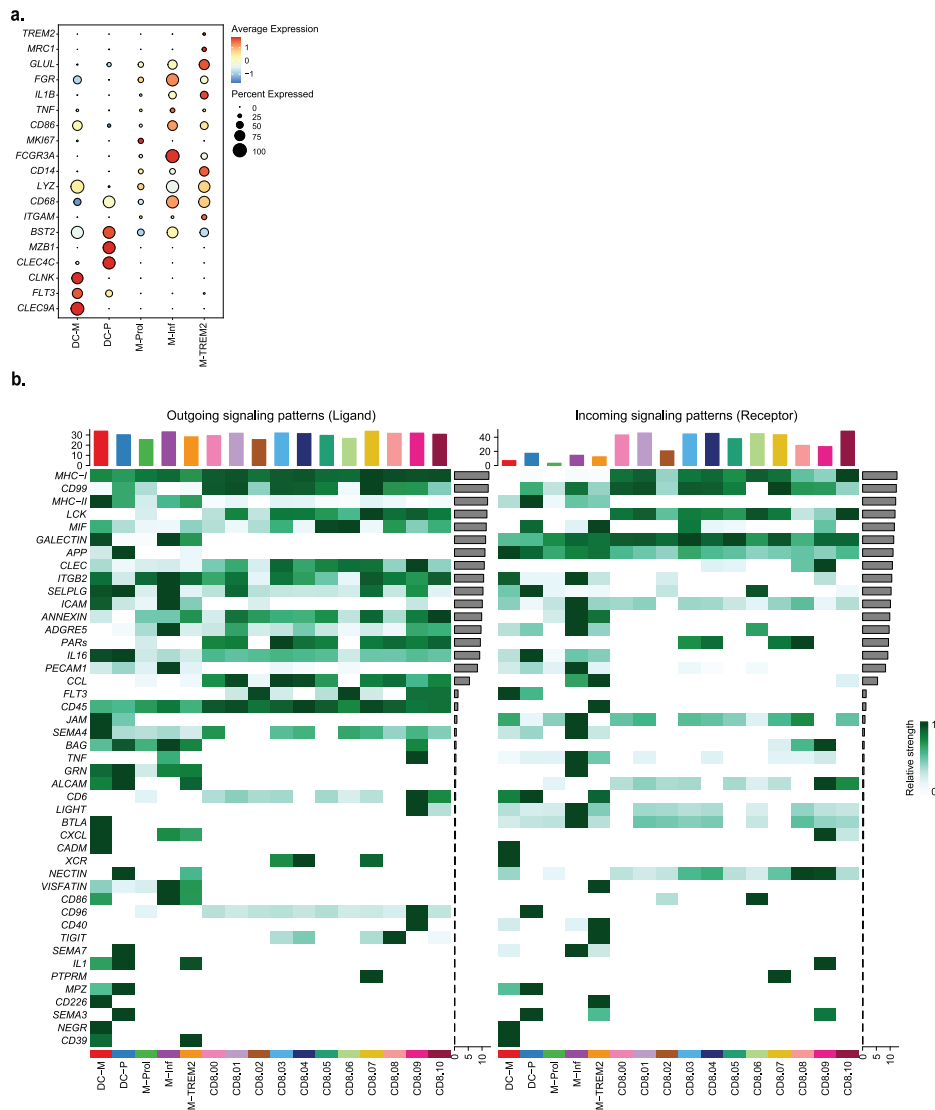 a.
TREM2
MRC1
GLUL
FGR
IL1B
TNF
CD86
MKI67
FCGR3A
CD14
LYZ
CD68
ITGAM
BST2
MZB1
CLEC4C
CLNK
FLT3
CLEC9A
DC-M
DC-P
M-Prol
M-Inf
M-TREM2
Average Expression
1
0
−1
Percent Expressed
0
25
50
75
100
b.
Outgoing signaling patterns (Ligand)
30
20
10
0
MHC-I
CD99
MHC-II
LCK
MIF
GALECTIN
APP
CLEC
ITGB2
SELPLG
ICAM
ANNEXIN
ADGRE5
PARs
IL16
PECAM1
CCL
FLT3
CD45
JAM
SEMA4
BAG
TNF
GRN
ALCAM
CD6
LIGHT
BTLA
CXCL
CADM
XCR
NECTIN
VISFATIN
CD86
CD96
CD40
TIGIT
SEMA7
IL1
PTPRM
MPZ
CD226
SEMA3
NEGR
CD39
DC-M
DC-P
M-Prol
M-Inf
M-TREM2
CD8.00
CD8.01
CD8.02
CD8.03
CD8.04
CD8.05
CD8.06
CD8.07
CD8.08
CD8.09
CD8.10
0
5
10
Incoming signaling patterns (Receptor)
40
20
0
DC-M
DC-P
M-Prol
M-Inf
M-TREM2
CD8.00
CD8.01
CD8.02
CD8.03
CD8.04
CD8.05
CD8.06
CD8.07
CD8.08
CD8.09
CD8.10
0
5
10
Relative strength
1
0